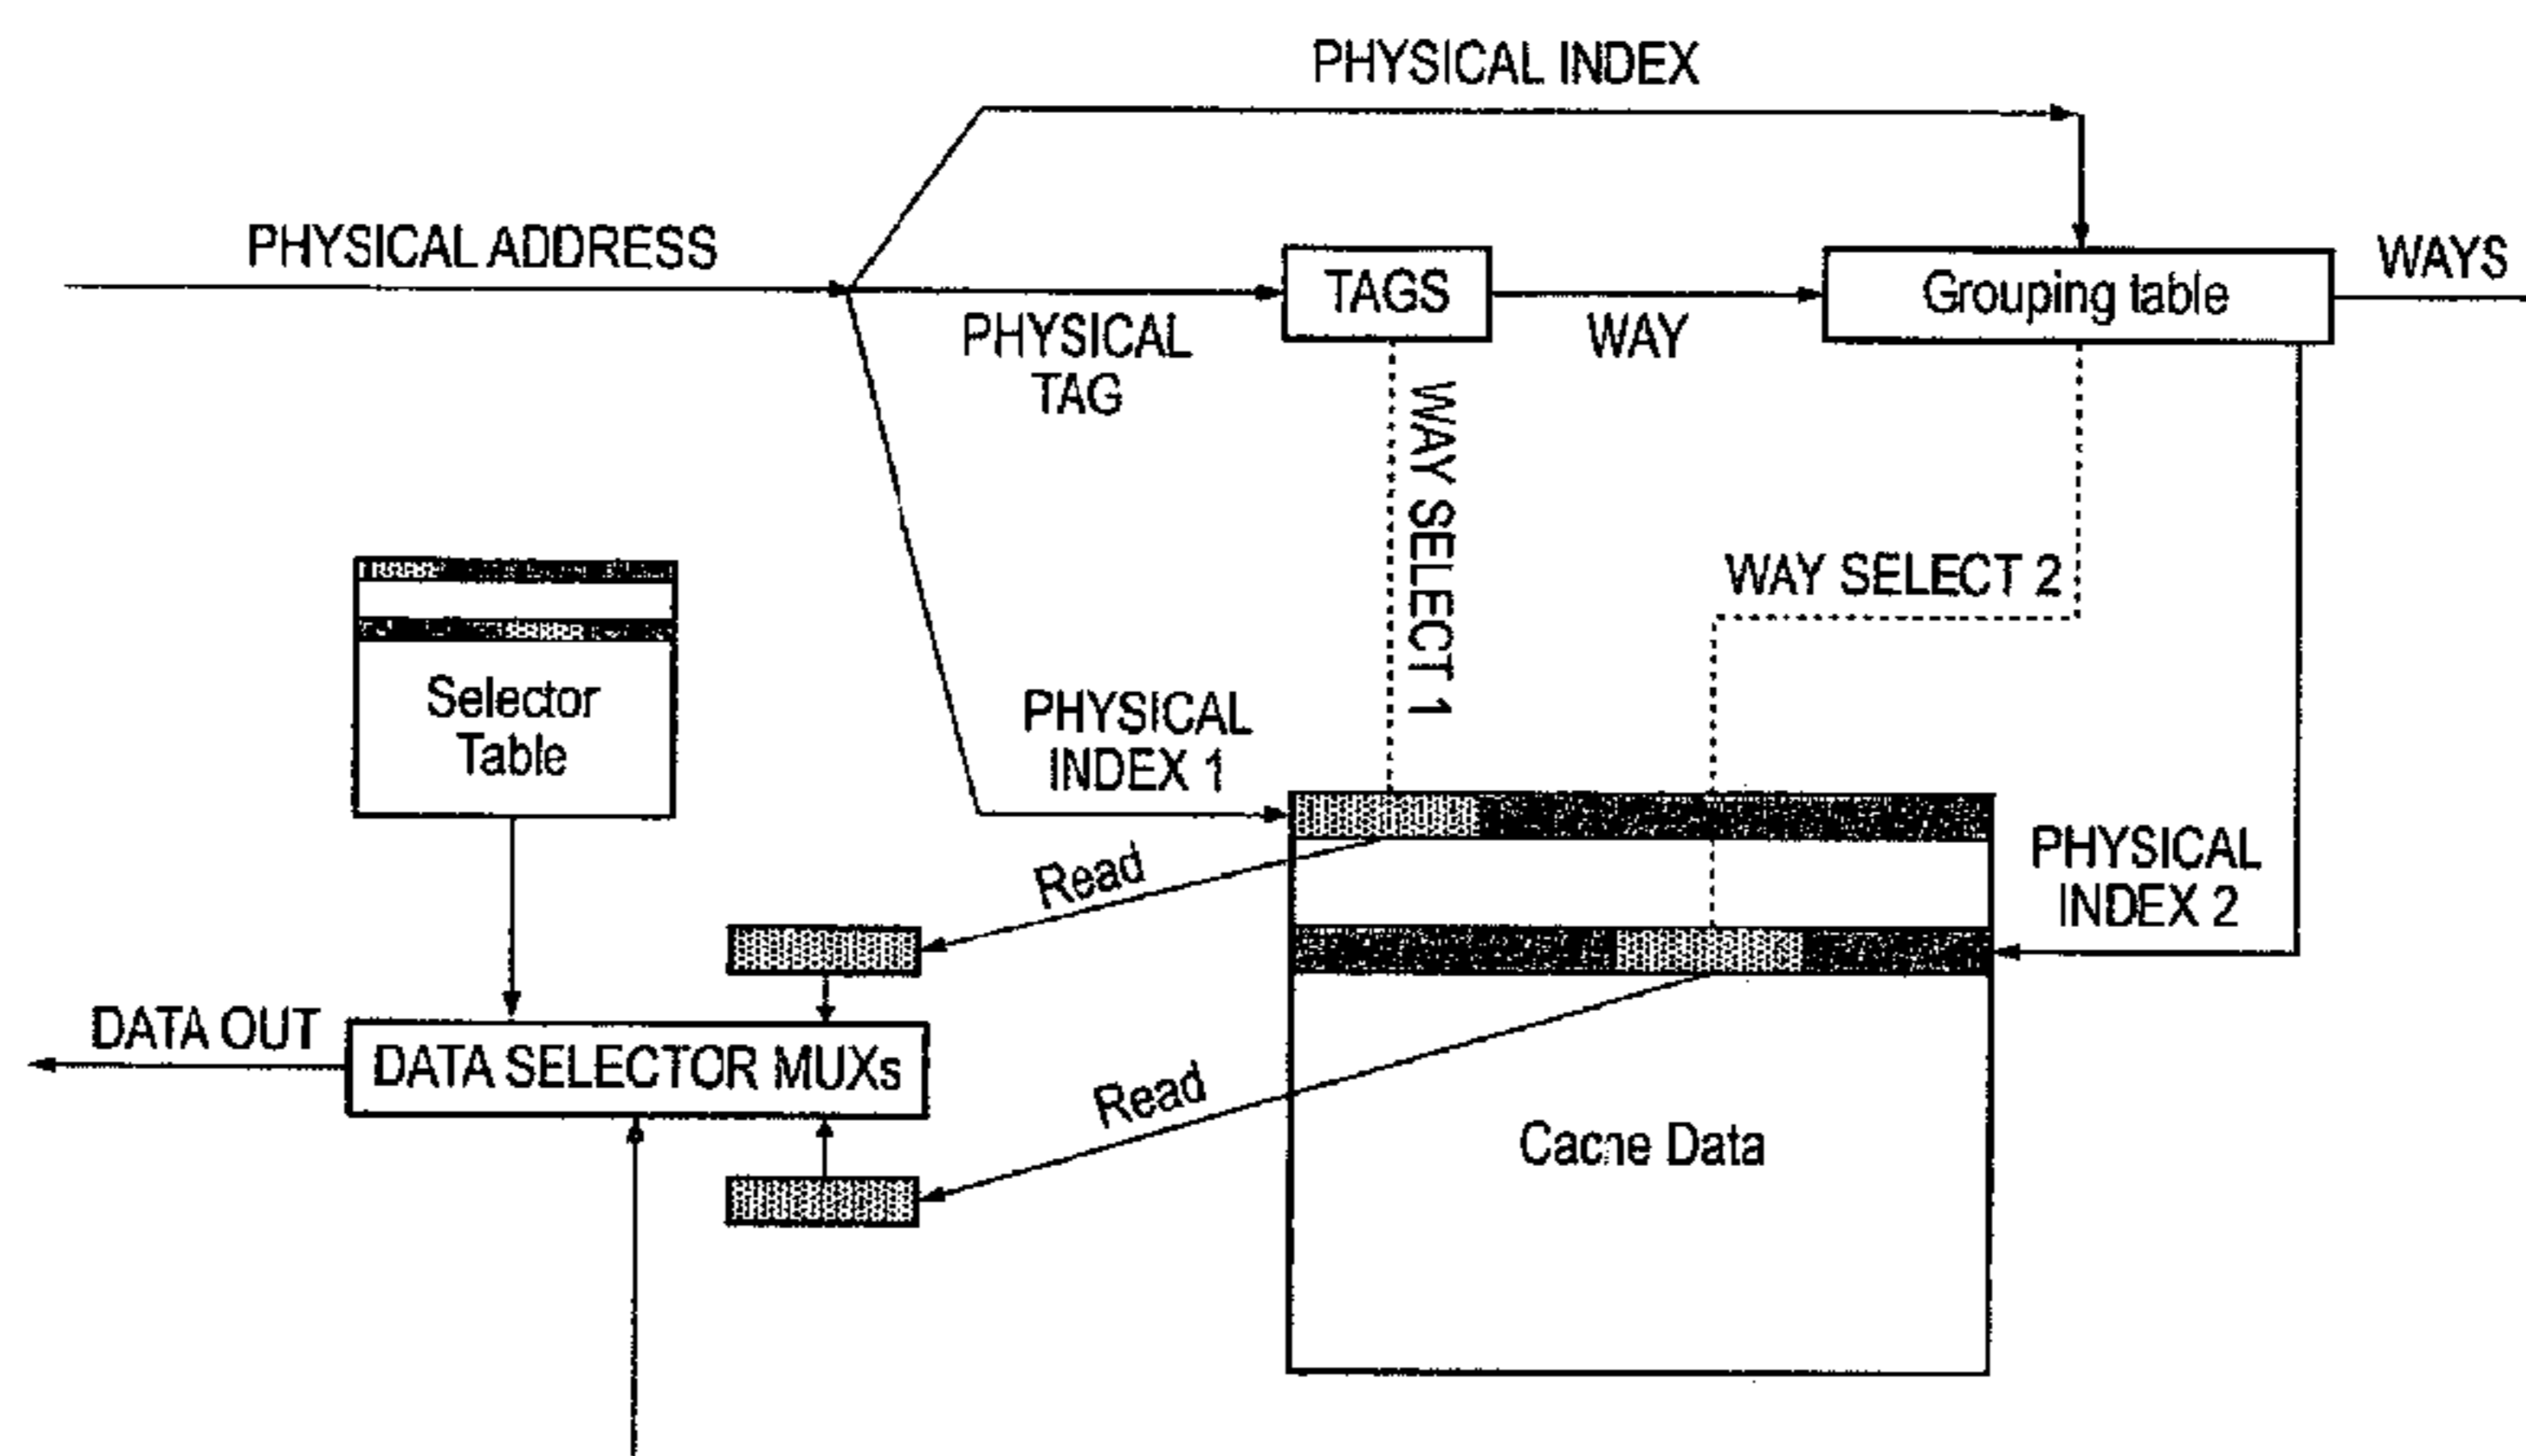 PHYSICAL INDEX
PHYSICAL ADDRESS
TAGS
Grouping table
WAYS
PHYSICAL
TAG
WAY
WAY SELECT 1
WAY SELECT 2
Selector
Table
PHYSICAL
INDEX 1
PHYSICAL
INDEX 2
Read
DATA OUT
DATA SELECTOR MUXs
Read
Cache Data